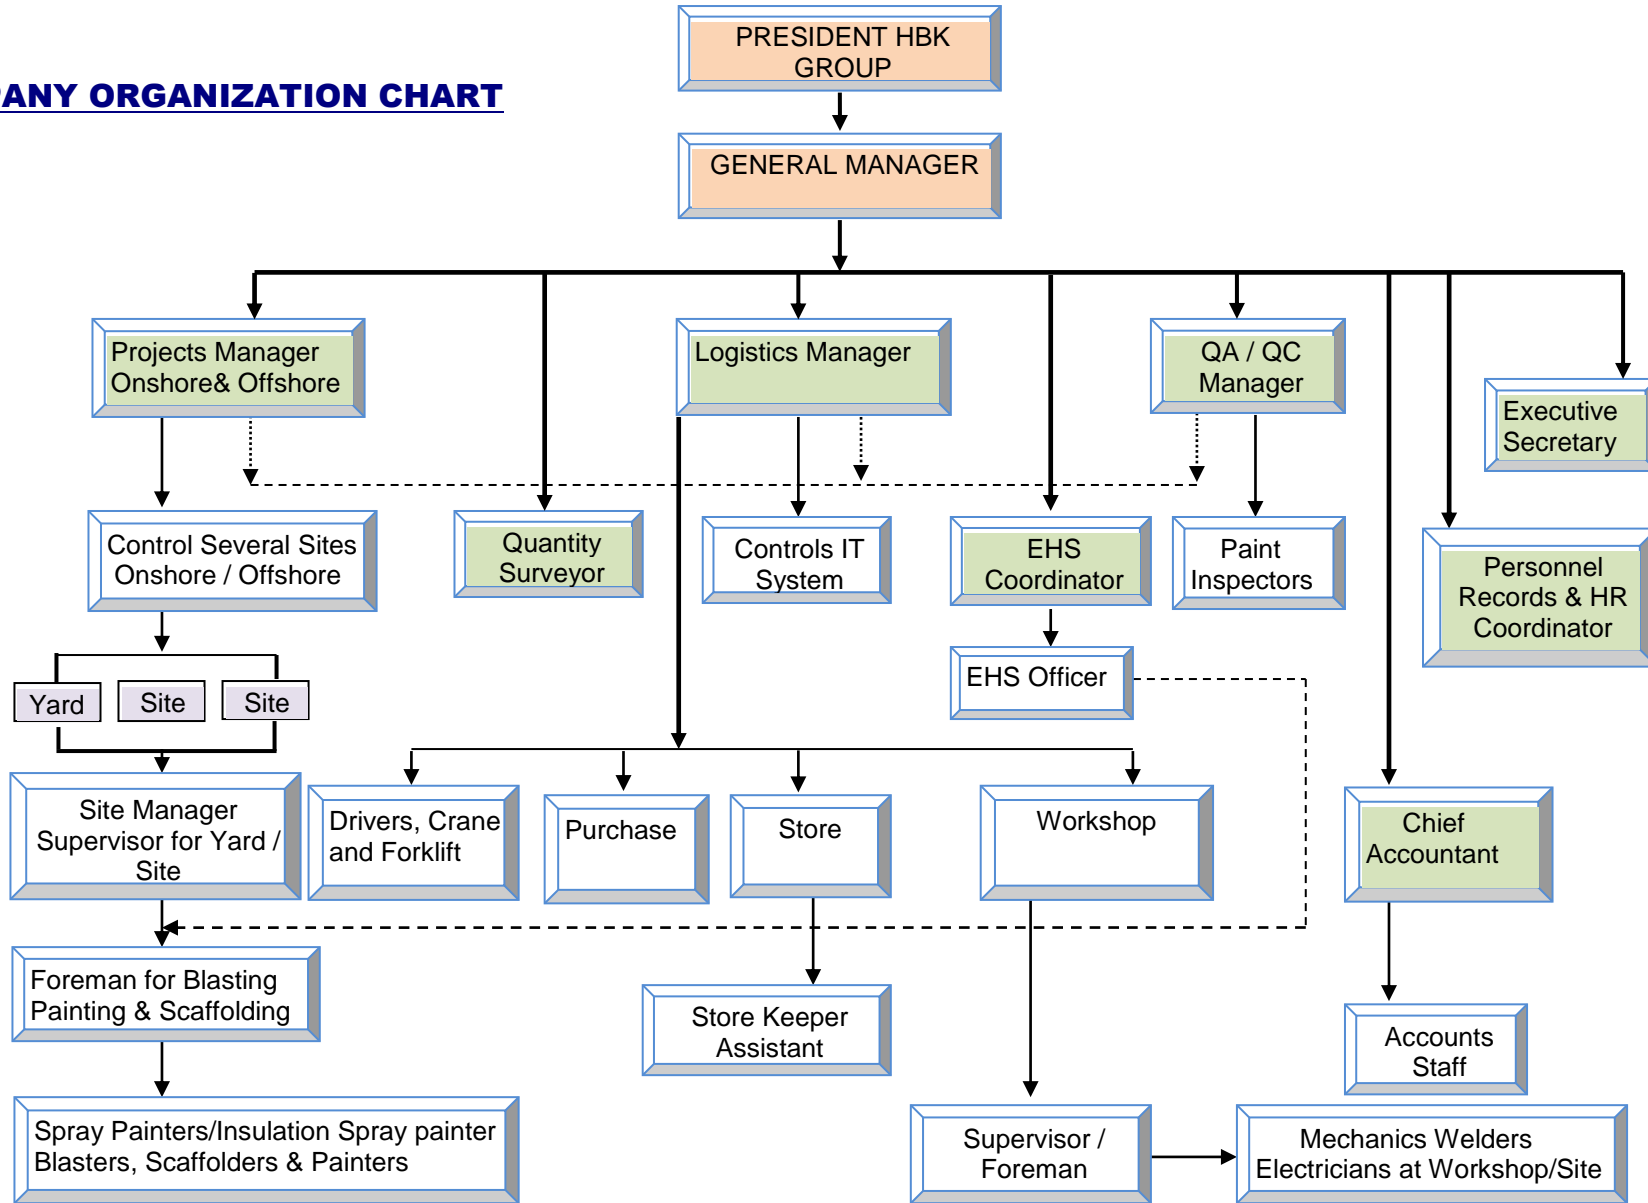 PRESIDENT HBK
GROUP
PANY ORGANIZATION CHART
GENERAL MANAGER
Projects Manager
Onshore& Offshore
Logistics Manager
QA / QC
Manager
Executive
Secretary
Control Several Sites
Onshore / Offshore
Quantity
Surveyor
Controls IT
System
EHS
Coordinator
Paint
Inspectors
Personnel
Records & HR
Coordinator
EHS Officer
Yard
Site
Site
Site Manager
Supervisor for Yard /
Site
Drivers, Crane
and Forklift
Purchase
Store
Workshop
Chief
Accountant
Foreman for Blasting
Painting & Scaffolding
Store Keeper
Assistant
Accounts
Staff
Spray Painters/Insulation Spray painter
Blasters, Scaffolders & Painters
Supervisor /
Foreman
Mechanics Welders
Electricians at Workshop/Site